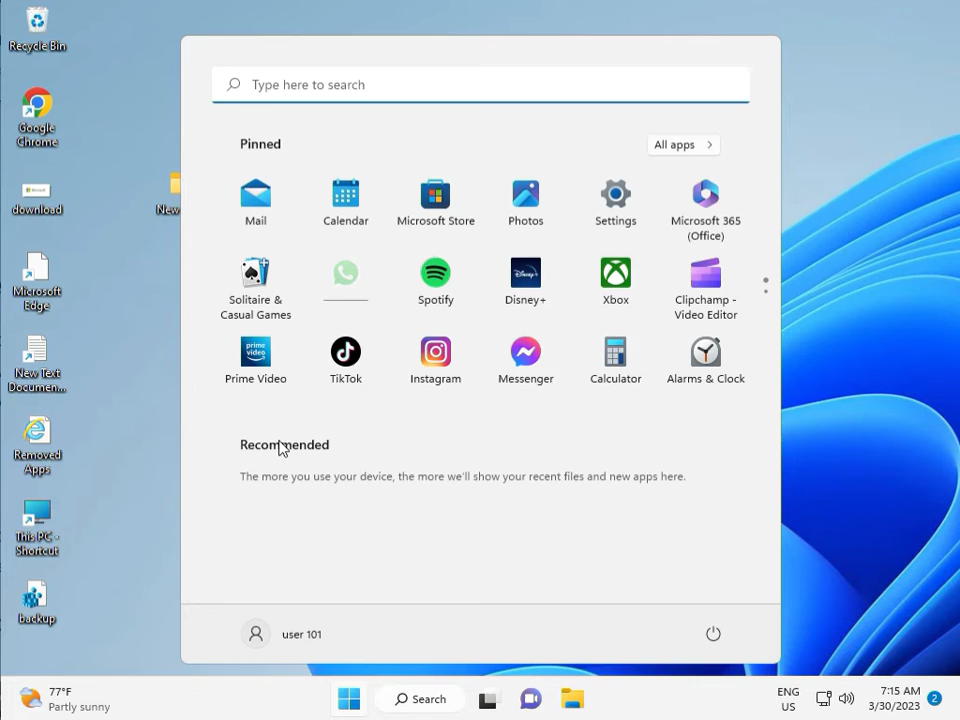 Recycle Bin
Google
Chrome
download
Microsoft
Edge
New Text
Documen...
Removed
Apps
This PC -
Shortcut
backup
New
Type here to search
Pinned
All apps
Mail
Calendar
Microsoft Store
Photos
Settings
Microsoft 365
(Office)
Solitaire &
Casual Games
Spotify
Disney+
Disney+
Xbox
Clipchamp -
Video Editor
prime
video
Prime Video
TikTok
Instagram
Messenger
Calculator
Alarms & Clock
Recommended
The more you use your device, the more we'll show your recent files and new apps here.
user 101
77°F
Partly sunny
Search
ENG
US
7:15 AM
3/30/2023
2